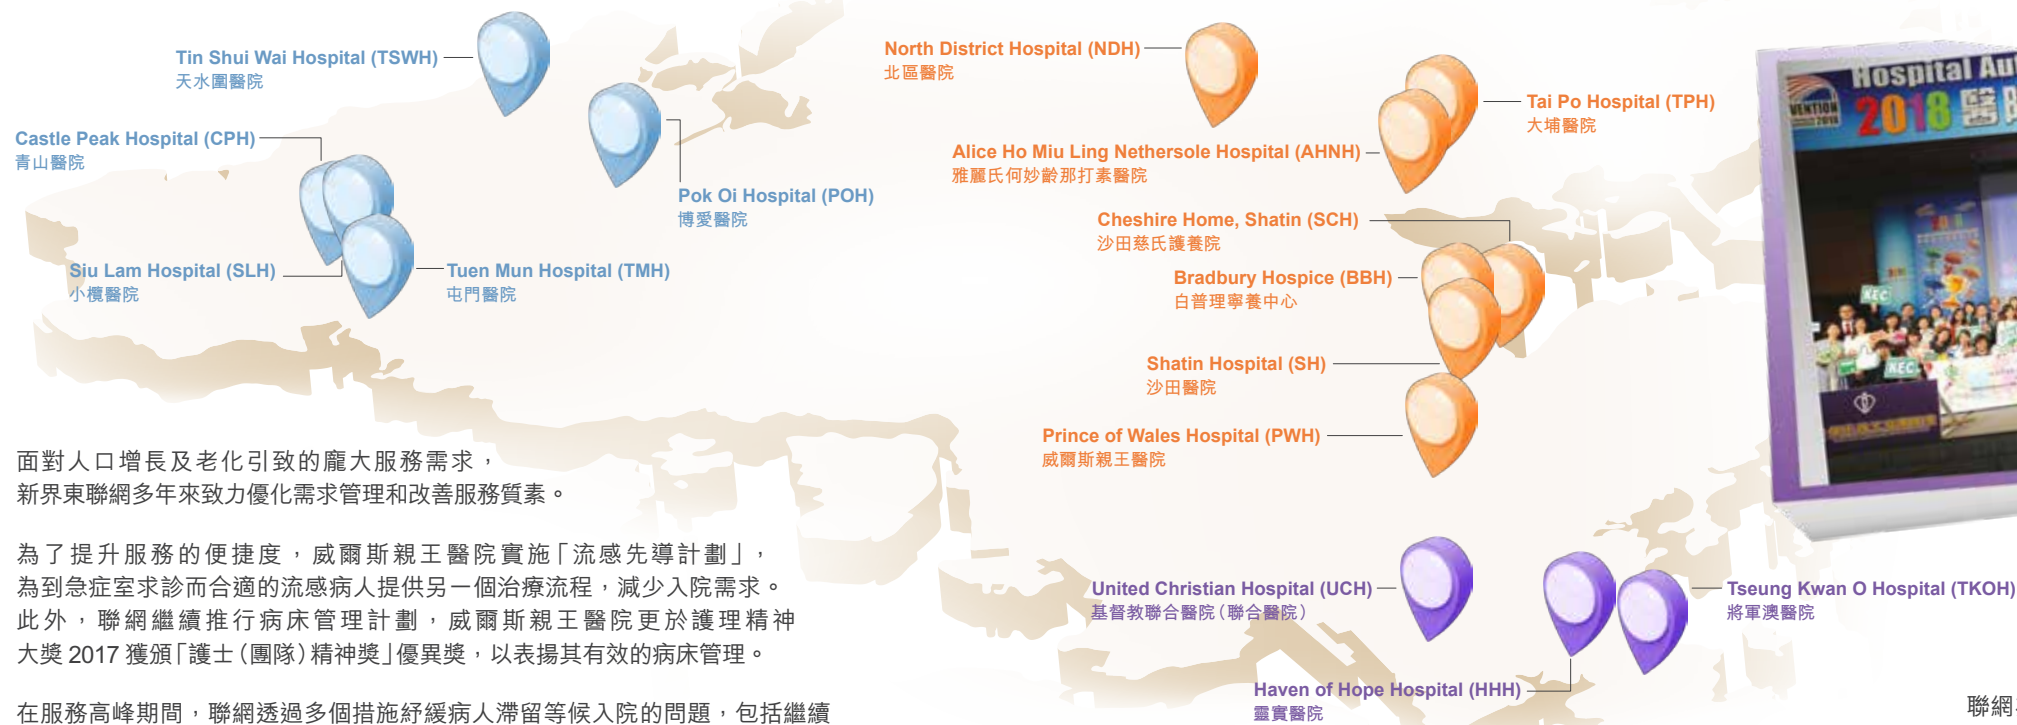 Tin Shui Wai Hospital (TSWH)
天水圍醫院
Castle Peak Hospital (CPH)
青山醫院
Pok Oi Hospital (POH)
博愛醫院
Siu Lam Hospital (SLH)
小欖醫院
Tuen Mun Hospital (TMH)
屯門醫院
North District Hospital (NDH)
北區醫院
Tai Po Hospital (TPH)
大埔醫院
Alice Ho Miu Ling Nethersole Hospital (AHNH)
雅麗氏何妙齡那打素醫院
Cheshire Home, Shatin (SCH)
沙田慈氏護養院
Bradbury Hospice (BBH)
白普理寧養中心
Shatin Hospital (SH)
沙田醫院
Prince of Wales Hospital (PWH)
威爾斯親王醫院
United Christian Hospital (UCH)
基督教聯合醫院（聯合醫院）
Tseung Kwan O Hospital (TKOH)
將軍澳醫院
Haven of Hope Hospital (HHH)
靈實醫院
Hospital Au
2018 醫
KEC
KEC
面對人口增長及老化引致的龐大服務需求，
新界東聯網多年來致力優化需求管理和改善服務質素。
為了提升服務的便捷度，威爾斯親王醫院實施「流感先導計劃」，
為到急症室求診而合適的流感病人提供另一個治療流程，減少入院需求。
此外，聯網繼續推行病床管理計劃，威爾斯親王醫院更於護理精神
大獎 2017 獲頒「護士（團隊）精神獎」優異獎，以表揚其有效的病床管理。
在服務高峰期間，聯網透過多個措施紓緩病人滯留等候入院的問題，包括繼續
聯網